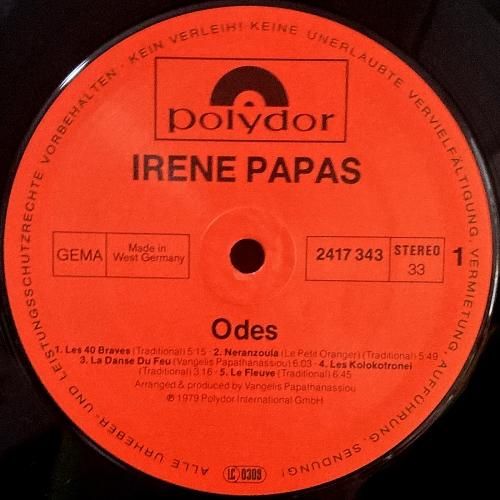 ALLE URHEBER- UND LEISTUNGSSCHUTZRECHTE VORBEHALTEN · KEIN VERLEIH! KEINE UNERLAUBTE VERVIELFÄLTIGUNG, VERMIETUNG, AUFFÜHRUNG, SENDUNG!
polydor
IRENE PAPAS
GEMA
Made in
West Germany
2417 343
STEREO
33
1
Odes
1. Les 40 Braves (Traditional) 5:15 · 2. Neranzoula (Le Petit Oranger) (Traditional) 5:49
3. La Danse Du Feu (Vangelis Papathanassiou) 6:03 · 4. Les Kolokotronei
(Traditional) 3:16 · 5. Le Fleuve (Traditional) 6:45
Arranged & produced by Vangelis Papathanassiou
℗ 1979 Polydor International GmbH
LC 0309